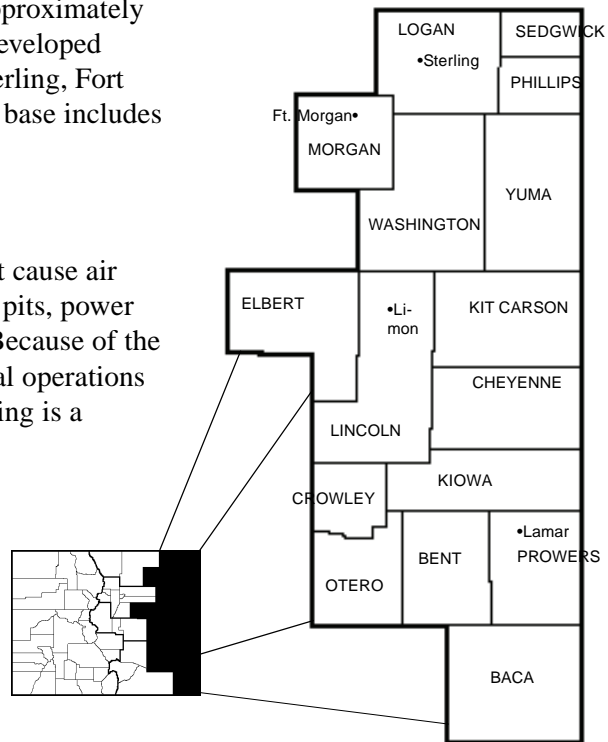 pproximately
eveloped
erling, Fort
base includes
t cause air
pits, power
Because of the
al operations
ing is a
LOGAN
SEDGWICK
•Sterling
PHILLIPS
Ft. Morgan•
MORGAN
YUMA
WASHINGTON
ELBERT
•Li-
mon
KIT CARSON
CHEYENNE
LINCOLN
KIOWA
CROWLEY
•Lamar
PROWERS
BENT
OTERO
BACA